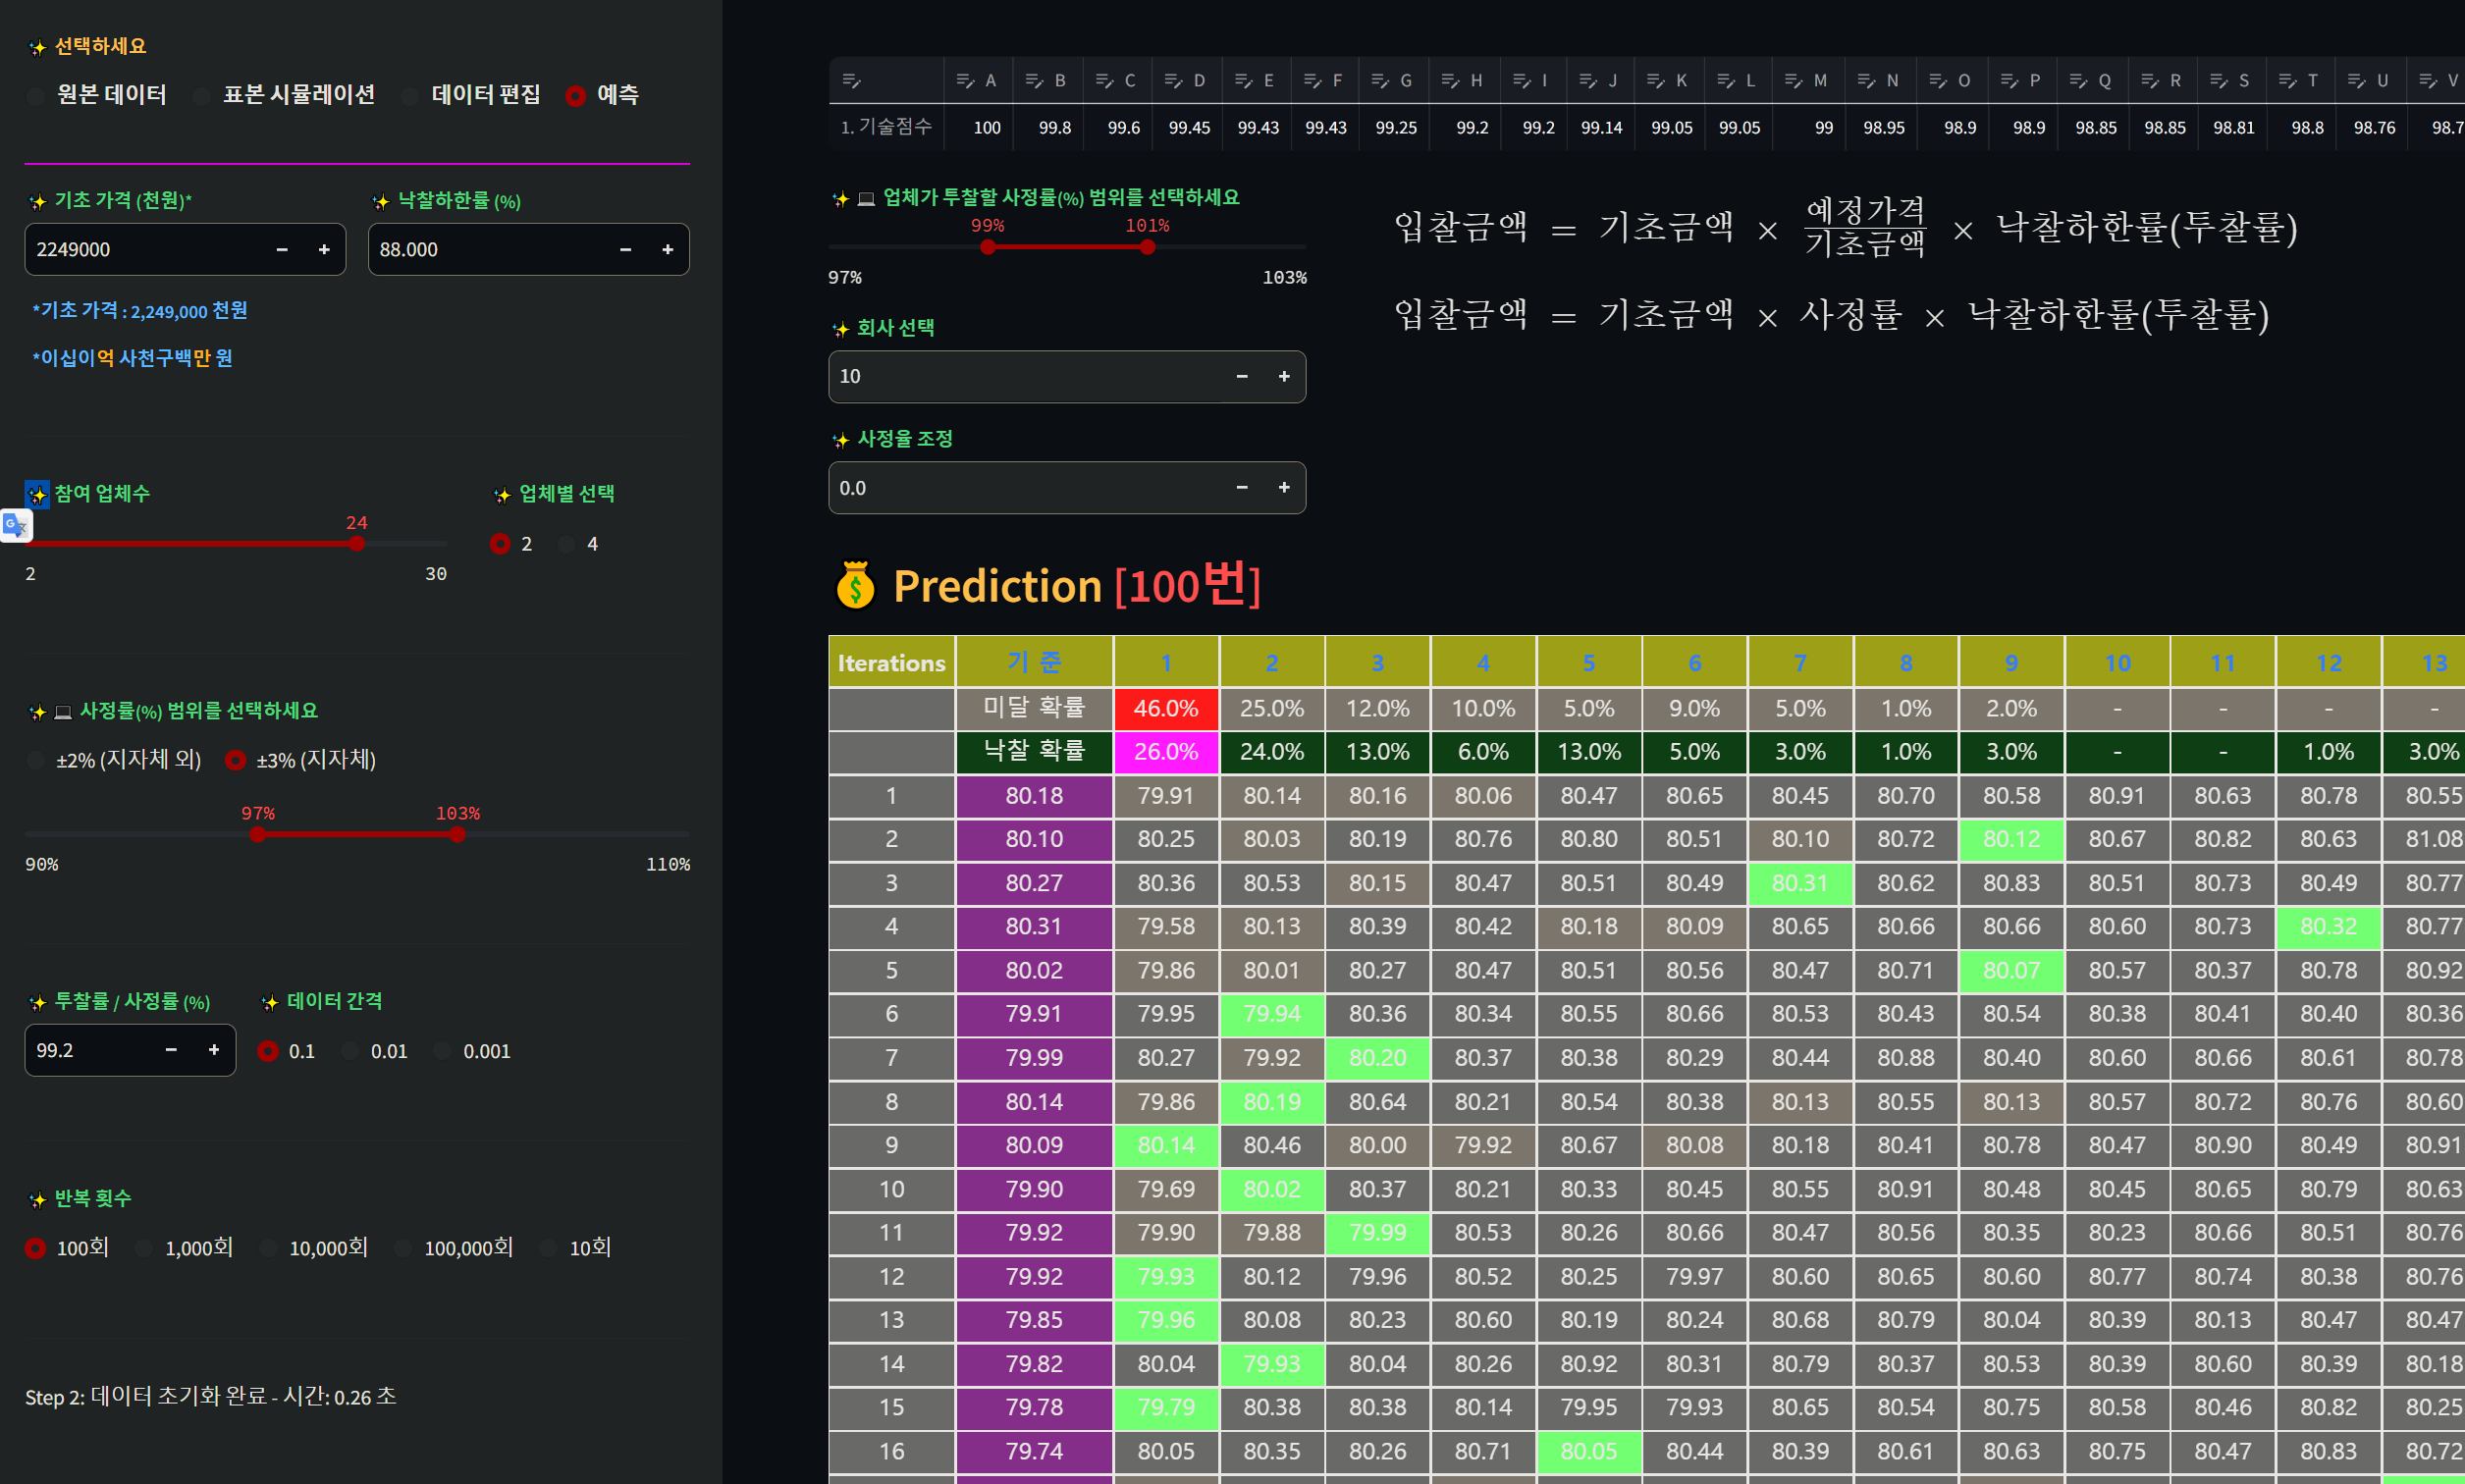 선택하세요
원본 데이터 표본 시뮬레이션 데이터 편집 예측
기초 가격 (천원)* 낙찰하한률 (%)
2249000 − + 88.000 − +
*기초 가격 : 2,249,000 천원
*이십이억 사천구백만 원
참여 업체수 업체별 선택
24
2 4
2 30
사정률(%) 범위를 선택하세요
±2% (지자체 외) ±3% (지자체)
97% 103%
90% 110%
투찰률 / 사정률 (%) 데이터 간격
99.2 − + 0.1 0.01 0.001
반복 횟수
100회 1,000회 10,000회 100,000회 10회
Step 2: 데이터 초기화 완료 - 시간: 0.26 초
A B C D E F G H I J K L M N O P Q R S T U V
1. 기술점수 100 99.8 99.6 99.45 99.43 99.43 99.25 99.2 99.2 99.14 99.05 99.05 99 98.95 98.9 98.9 98.85 98.85 98.81 98.8 98.76 98.7
업체가 투찰할 사정률(%) 범위를 선택하세요
99% 101%
97% 103%
회사 선택
10 − +
사정율 조정
0.0 − +
입찰금액 = 기초금액 × 예정가격/기초금액 × 낙찰하한률(투찰률)
입찰금액 = 기초금액 × 사정률 × 낙찰하한률(투찰률)
Prediction [100번]
Iterations 기 준 1 2 3 4 5 6 7 8 9 10 11 12 13
미달 확률 46.0% 25.0% 12.0% 10.0% 5.0% 9.0% 5.0% 1.0% 2.0% - - - -
낙찰 확률 26.0% 24.0% 13.0% 6.0% 13.0% 5.0% 3.0% 1.0% 3.0% - - 1.0% 3.0%
1 80.18 79.91 80.14 80.16 80.06 80.47 80.65 80.45 80.70 80.58 80.91 80.63 80.78 80.55
2 80.10 80.25 80.03 80.19 80.76 80.80 80.51 80.10 80.72 80.12 80.67 80.82 80.63 81.08
3 80.27 80.36 80.53 80.15 80.47 80.51 80.49 80.31 80.62 80.83 80.51 80.73 80.49 80.77
4 80.31 79.58 80.13 80.39 80.42 80.18 80.09 80.65 80.66 80.66 80.60 80.73 80.32 80.77
5 80.02 79.86 80.01 80.27 80.47 80.51 80.56 80.47 80.71 80.07 80.57 80.37 80.78 80.92
6 79.91 79.95 79.94 80.36 80.34 80.55 80.66 80.53 80.43 80.54 80.38 80.41 80.40 80.36
7 79.99 80.27 79.92 80.20 80.37 80.38 80.29 80.44 80.88 80.40 80.60 80.66 80.61 80.78
8 80.14 79.86 80.19 80.64 80.21 80.54 80.38 80.13 80.55 80.13 80.57 80.72 80.76 80.60
9 80.09 80.14 80.46 80.00 79.92 80.67 80.08 80.18 80.41 80.78 80.47 80.90 80.49 80.91
10 79.90 79.69 80.02 80.37 80.21 80.33 80.45 80.55 80.91 80.48 80.45 80.65 80.79 80.63
11 79.92 79.90 79.88 79.99 80.53 80.26 80.66 80.47 80.56 80.35 80.23 80.66 80.51 80.76
12 79.92 79.93 80.12 79.96 80.52 80.25 79.97 80.60 80.65 80.60 80.77 80.74 80.38 80.76
13 79.85 79.96 80.08 80.23 80.60 80.19 80.24 80.68 80.79 80.04 80.39 80.13 80.47 80.47
14 79.82 80.04 79.93 80.04 80.26 80.92 80.31 80.79 80.37 80.53 80.39 80.60 80.39 80.18
15 79.78 79.79 80.38 80.38 80.14 79.95 79.93 80.65 80.54 80.75 80.58 80.46 80.82 80.25
16 79.74 80.05 80.35 80.26 80.71 80.05 80.44 80.39 80.61 80.63 80.75 80.47 80.83 80.72